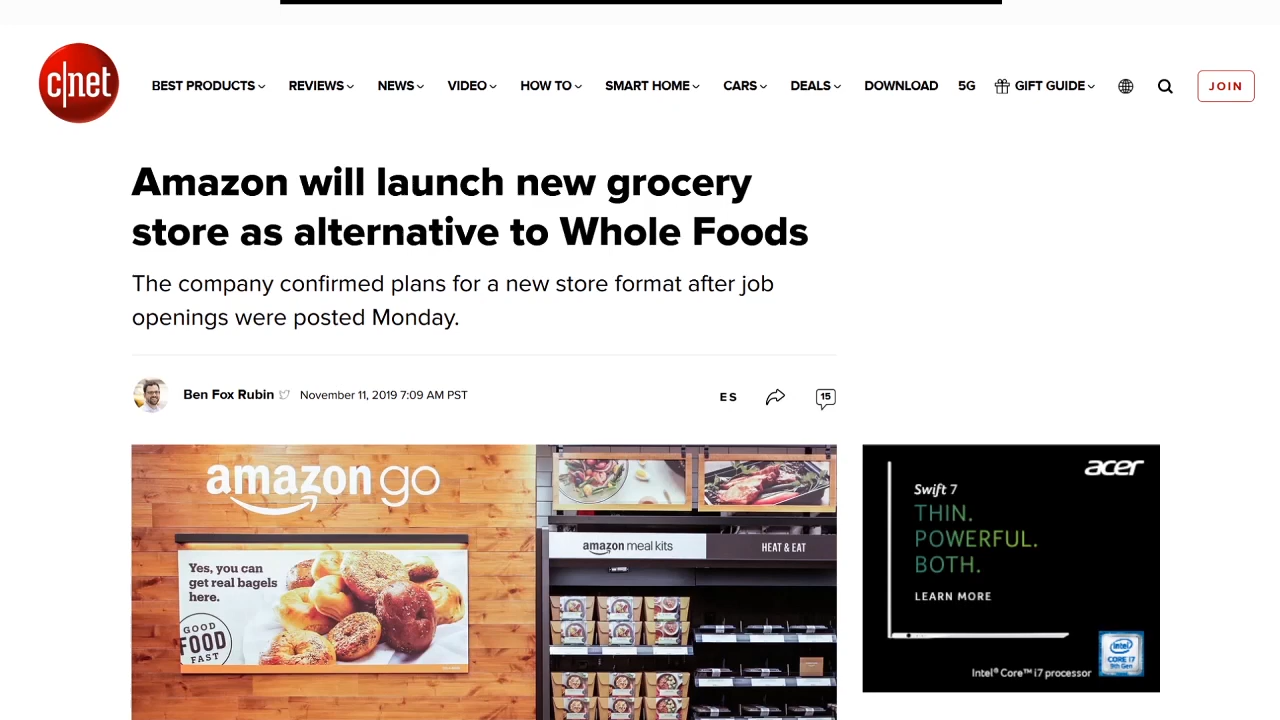 c|net
BEST PRODUCTS
REVIEWS
NEWS
VIDEO
HOW TO
SMART HOME
CARS
DEALS
DOWNLOAD
5G
GIFT GUIDE
JOIN
Amazon will launch new grocery
store as alternative to Whole Foods
The company confirmed plans for a new store format after job
openings were posted Monday.
Ben Fox Rubin
November 11, 2019 7:09 AM PST
ES
15
amazon go
Yes, you can
get real bagels
here.
GOOD
FOOD
FAST
amazon meal kits
HEAT & EAT
acer
Swift 7
THIN.
POWERFUL.
BOTH.
LEARN MORE
Intel® Core™ i7 processor
intel
CORE i7